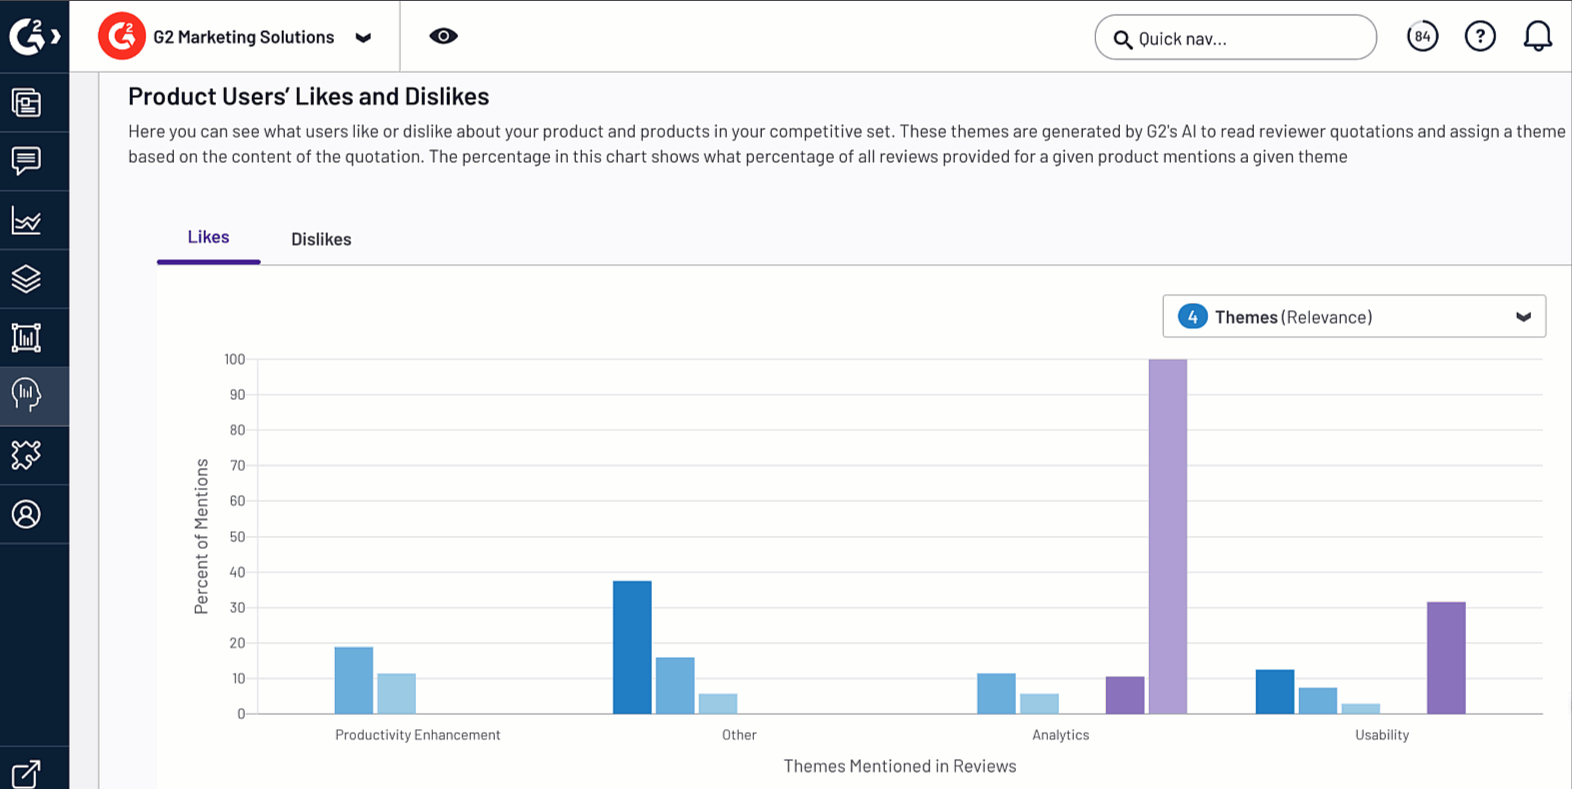 G2 Marketing Solutions
Quick nav...
84
?
Product Users’ Likes and Dislikes
Here you can see what users like or dislike about your product and products in your competitive set. These themes are generated by G2's AI to read reviewer quotations and assign a theme
based on the content of the quotation. The percentage in this chart shows what percentage of all reviews provided for a given product mentions a given theme
Likes
Dislikes
4 Themes (Relevance)
100
90
80
70
60
50
40
30
20
10
0
Percent of Mentions
Productivity Enhancement
Other
Analytics
Usability
Themes Mentioned in Reviews